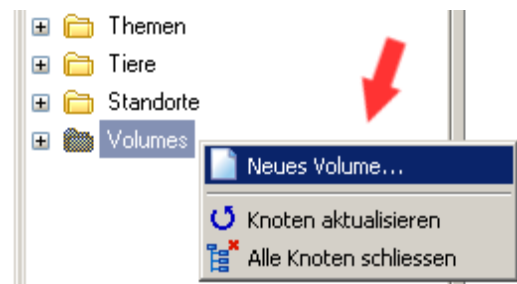 Themen
Tiere
Standorte
Volumes
Neues Volume...
Knoten aktualisieren
Alle Knoten schliessen